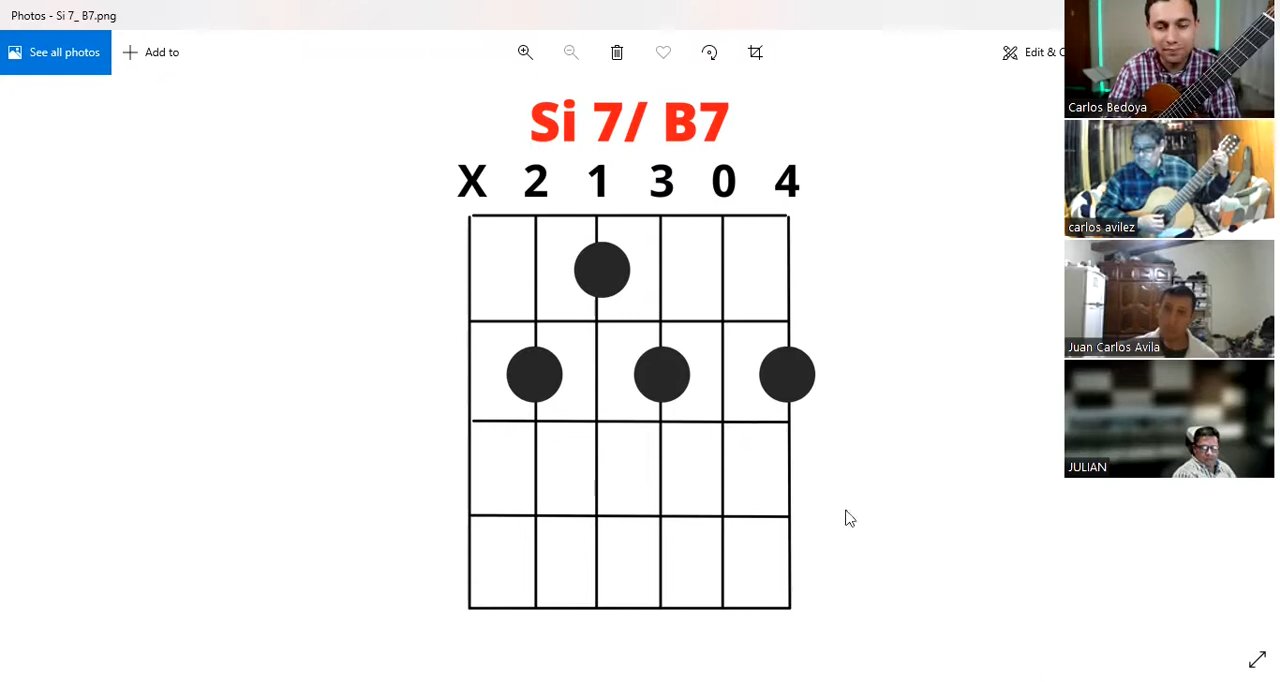 Photos - Si 7_ B7.png
See all photos
Add to
Edit & C
Si 7/ B7
X 2 1 3 0 4
Carlos Bedoya
carlos avilez
Juan Carlos Avila
JULIAN